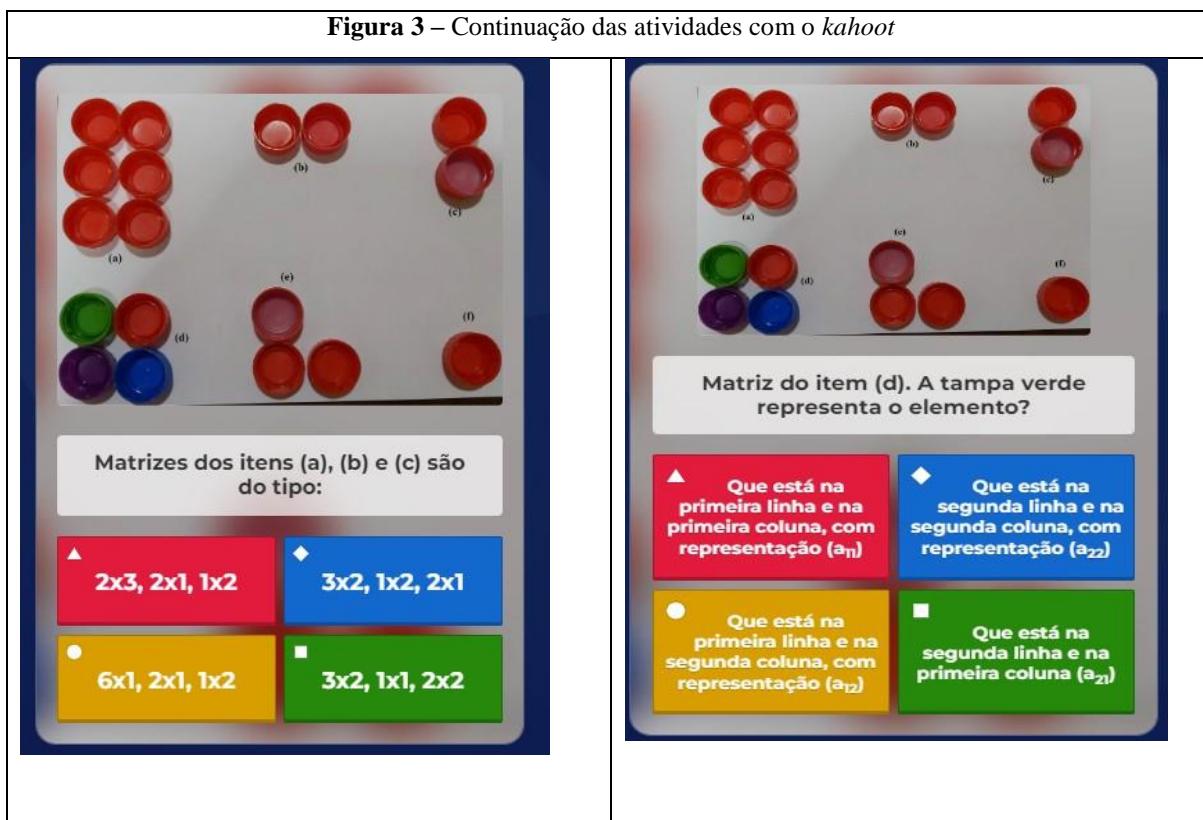 Figura 3 – Continuação das atividades com o kahoot
(b)
(c)
(a)
(e)
(f)
(d)
Matrizes dos itens (a), (b) e (c) são
do tipo:
2x3, 2x1, 1x2
3x2, 1x2, 2x1
6x1, 2x1, 1x2
3x2, 1x1, 2x2
(b)
(c)
(a)
(e)
(f)
(d)
Matriz do item (d). A tampa verde
representa o elemento?
Que está na
primeira linha e na
primeira coluna, com
representação (a₁₁)
Que está na
segunda linha e na
segunda coluna, com
representação (a₂₂)
Que está na
primeira linha e na
segunda coluna, com
representação (a₁₂)
Que está na
segunda linha e na
primeira coluna (a₂₁)